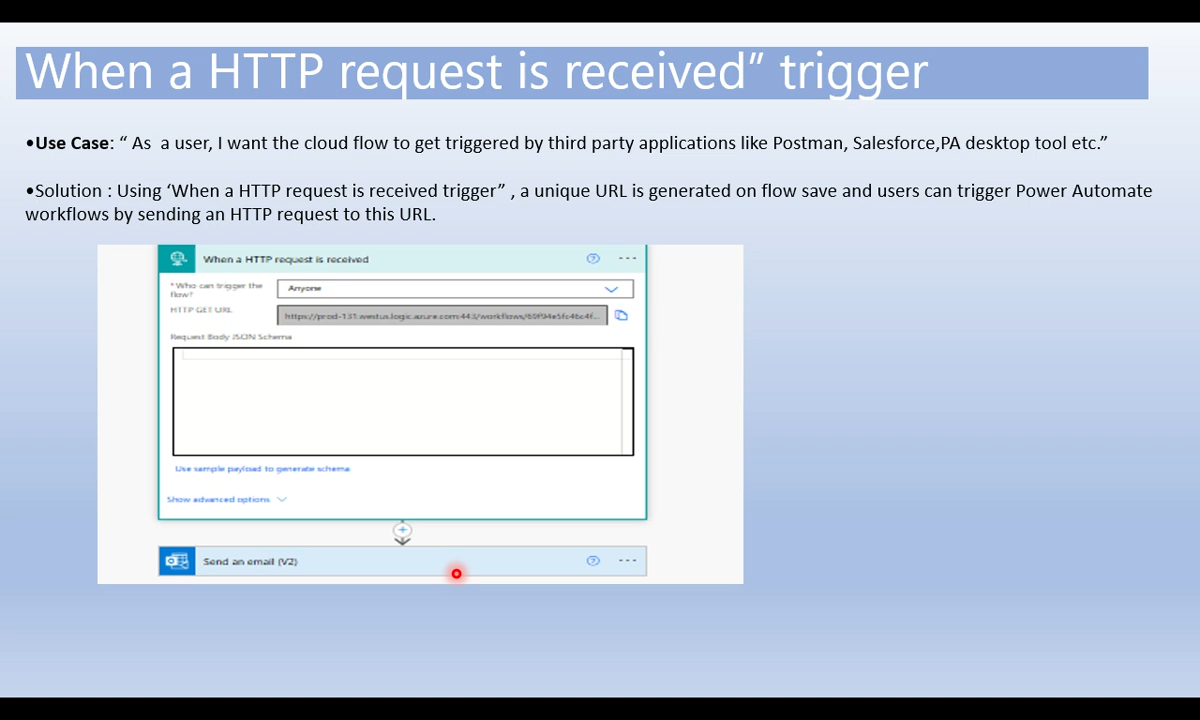 When a HTTP request is received” trigger
•Use Case: “ As a user, I want the cloud flow to get triggered by third party applications like Postman, Salesforce,PA desktop tool etc.”
•Solution : Using ‘When a HTTP request is received trigger” , a unique URL is generated on flow save and users can trigger Power Automate
workflows by sending an HTTP request to this URL.
When a HTTP request is received
*Who can trigger the
flow?
Anyone
HTTP GET URL
Request Body JSON Schema
Use sample payload to generate schema
Show advanced options
Send an email (V2)